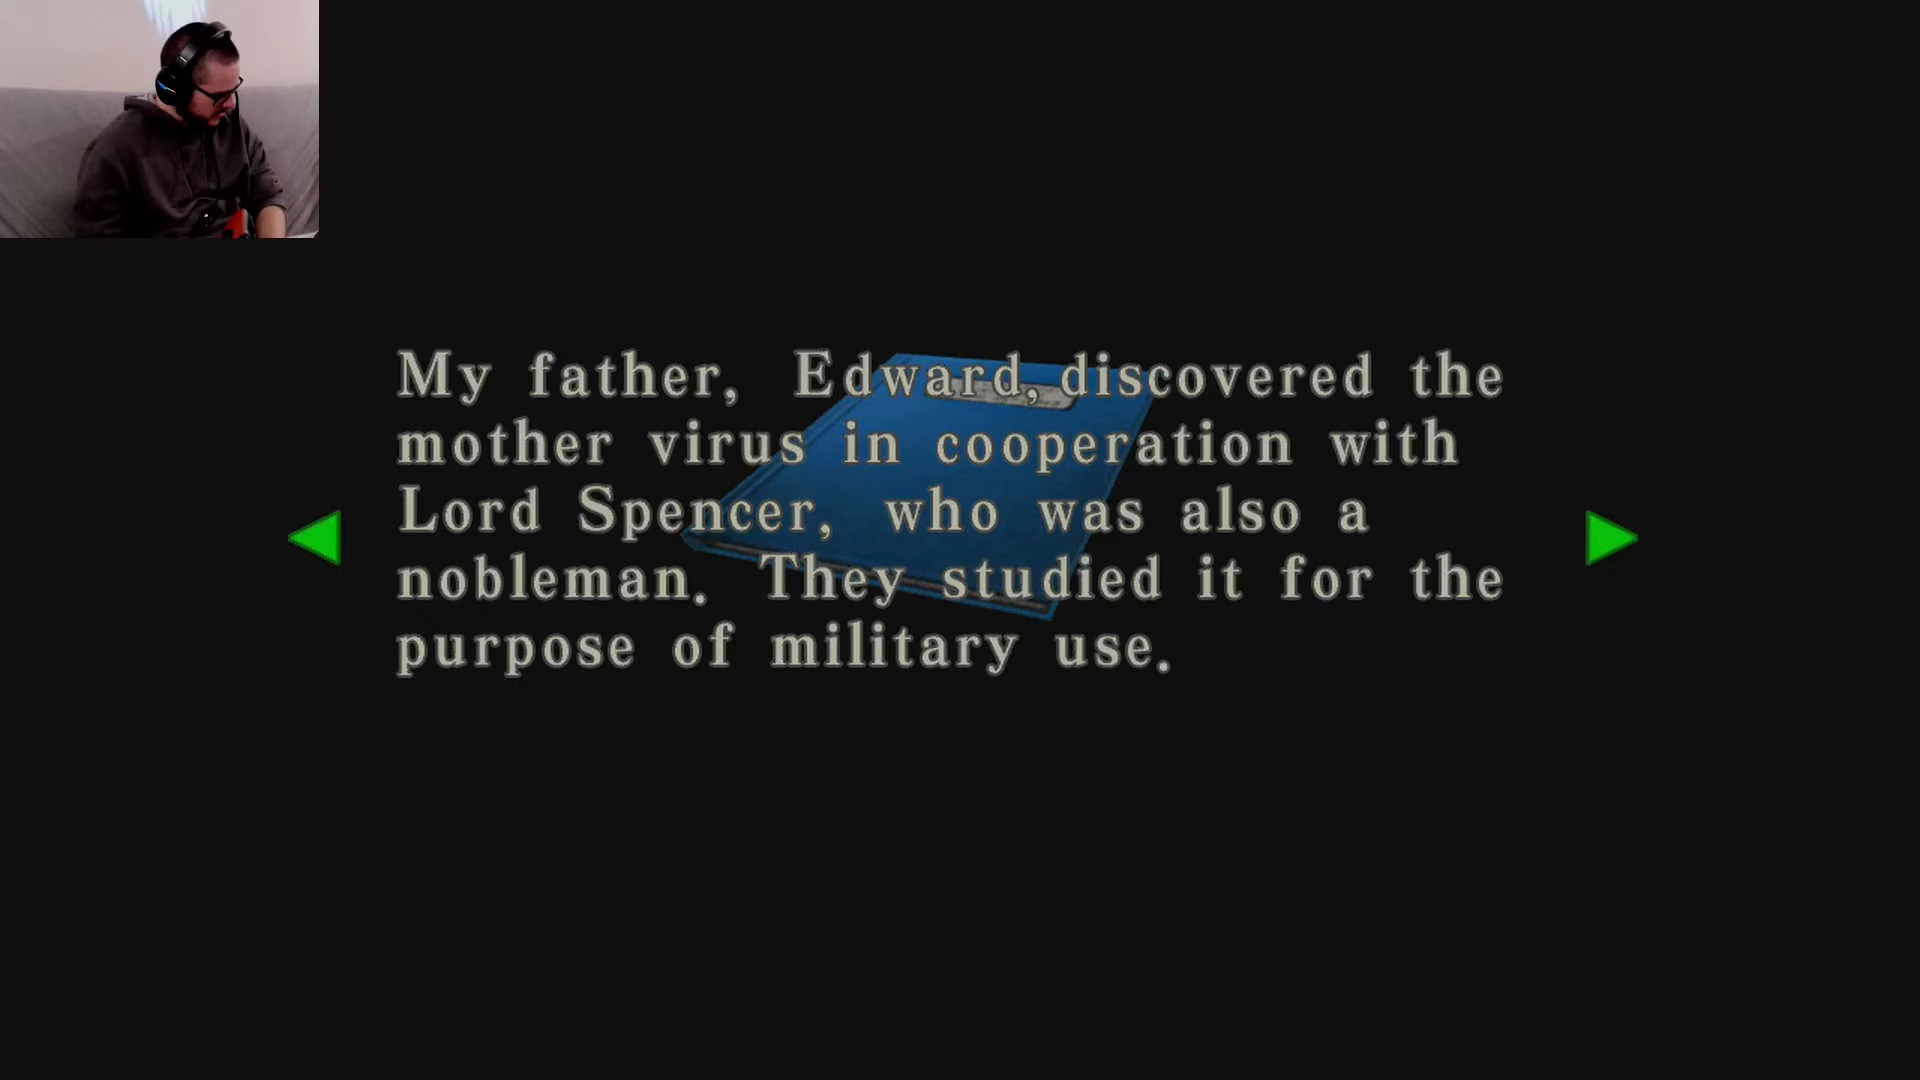 My father, Edward, discovered the
mother virus in cooperation with
Lord Spencer, who was also a
nobleman. They studied it for the
purpose of military use.